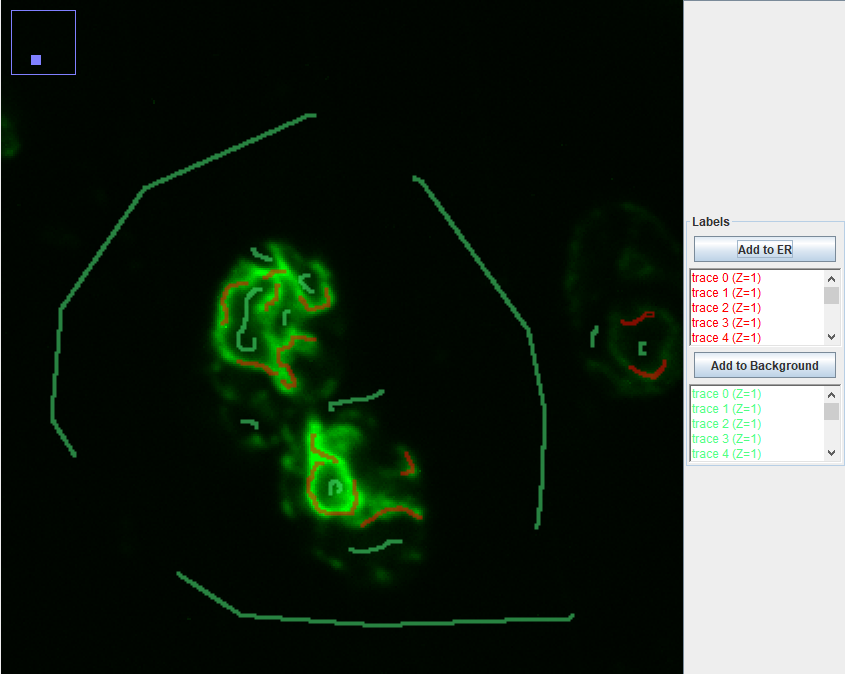 Labels
Add to ER
trace 0 (Z=1)
trace 1 (Z=1)
trace 2 (Z=1)
trace 3 (Z=1)
trace 4 (Z=1)
Add to Background
trace 0 (Z=1)
trace 1 (Z=1)
trace 2 (Z=1)
trace 3 (Z=1)
trace 4 (Z=1)